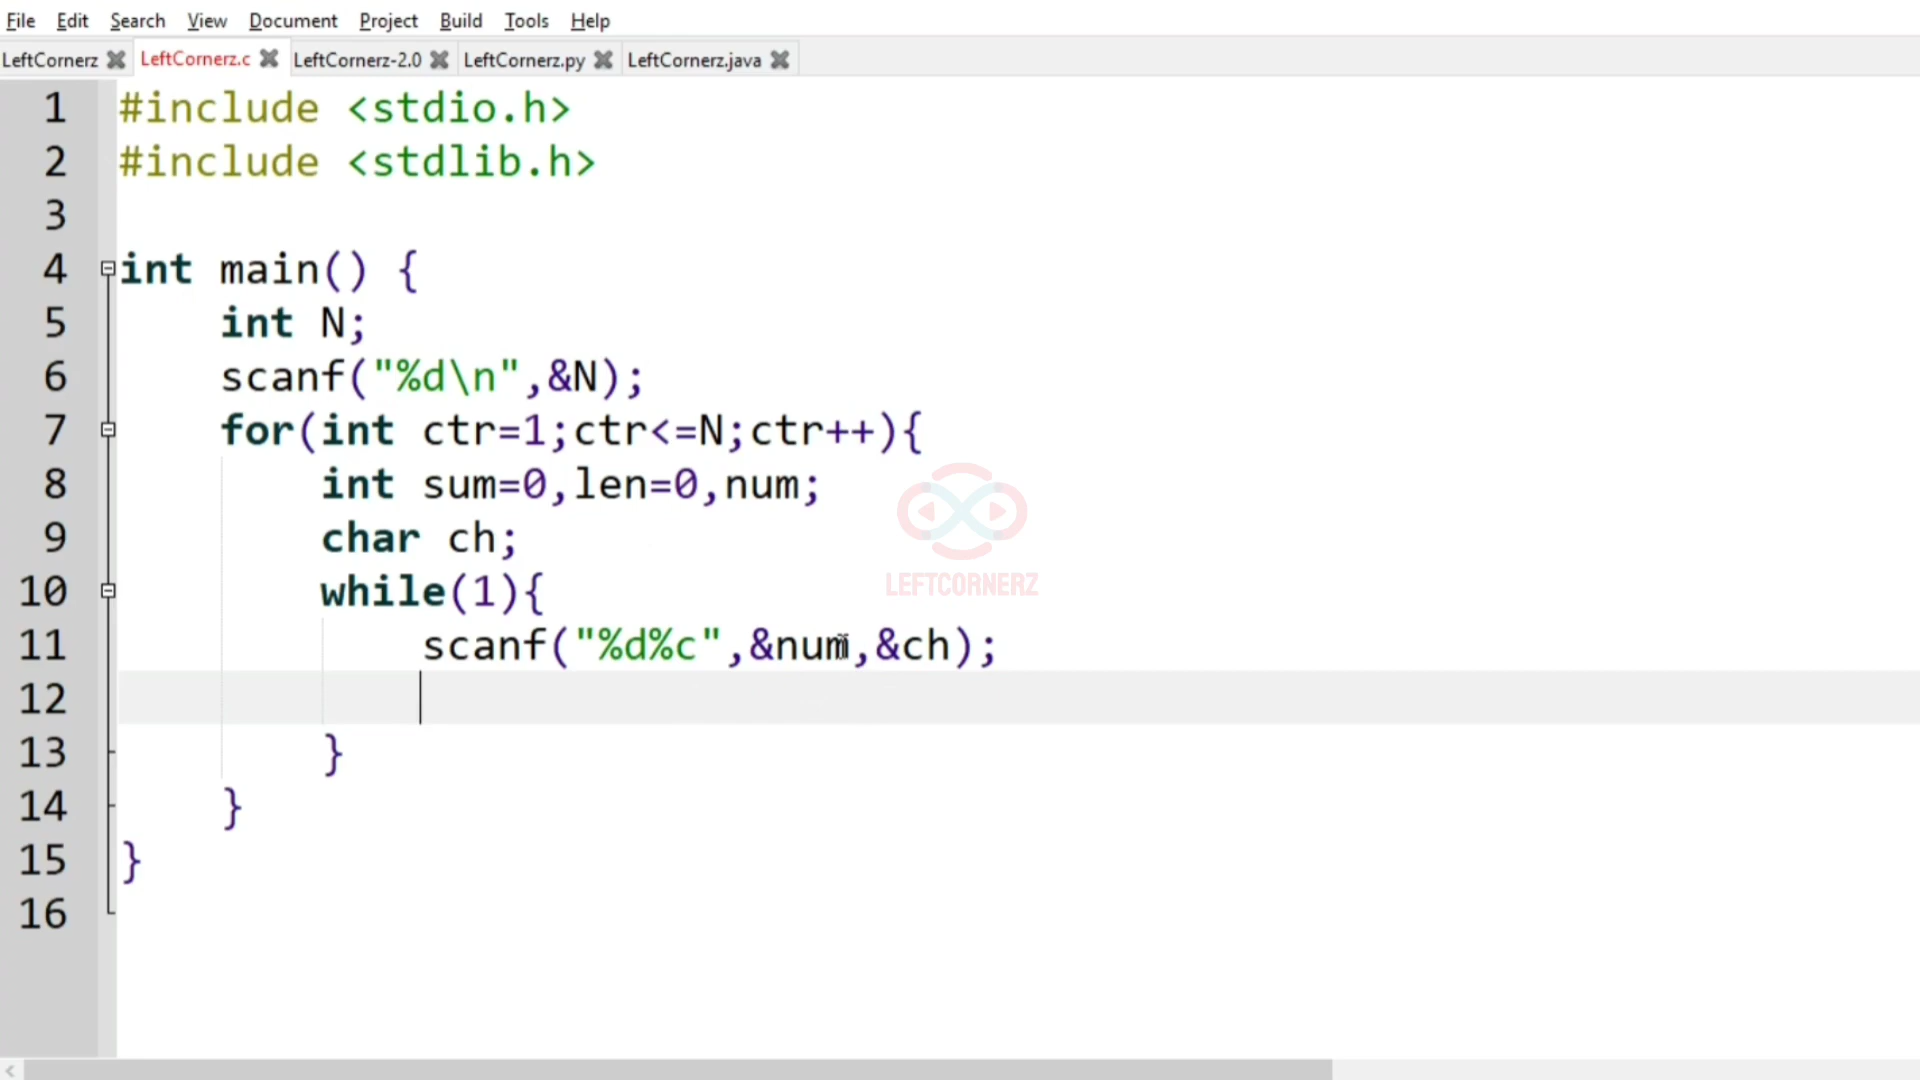 File Edit Search View Document Project Build Tools Help
LeftCornerz LeftCornerz.c LeftCornerz-2.0 LeftCornerz.py LeftCornerz.java
1 #include <stdio.h>
2 #include <stdlib.h>
3
4 int main() {
5 int N;
6 scanf("%d\n",&N);
7 for(int ctr=1;ctr<=N;ctr++){
8 int sum=0,len=0,num;
9 char ch;
10 while(1){
11 scanf("%d%c",&num,&ch);
12
13 }
14 }
15 }
16
LEFTCORNERZ